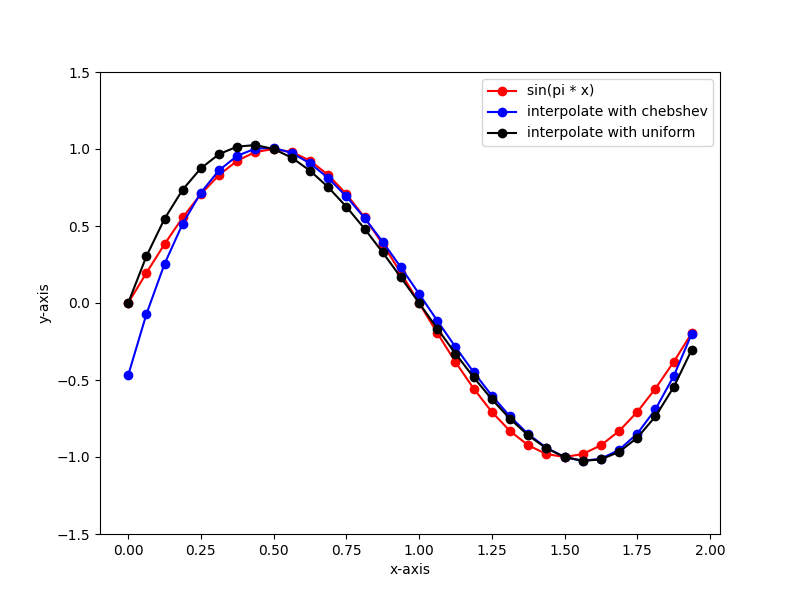 sin(pi * x)
interpolate with chebshev
interpolate with uniform
1.5
1.0
0.5
0.0
−0.5
−1.0
−1.5
y-axis
0.00 0.25 0.50 0.75 1.00 1.25 1.50 1.75 2.00
x-axis